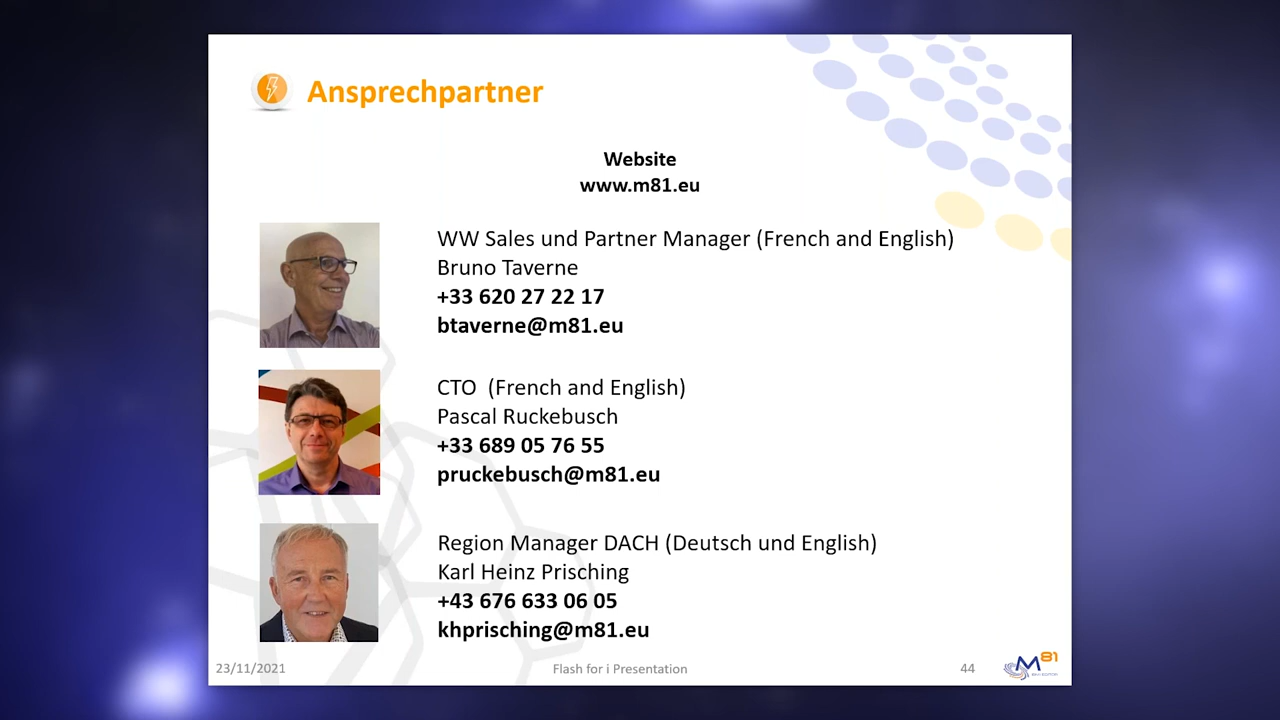 Ansprechpartner
Website
www.m81.eu
WW Sales und Partner Manager (French and English)
Bruno Taverne
+33 620 27 22 17
btaverne@m81.eu
CTO (French and English)
Pascal Ruckebusch
+33 689 05 76 55
pruckebusch@m81.eu
Region Manager DACH (Deutsch und English)
Karl Heinz Prisching
+43 676 633 06 05
khprisching@m81.eu
23/11/2021
Flash for i Presentation
44
M81